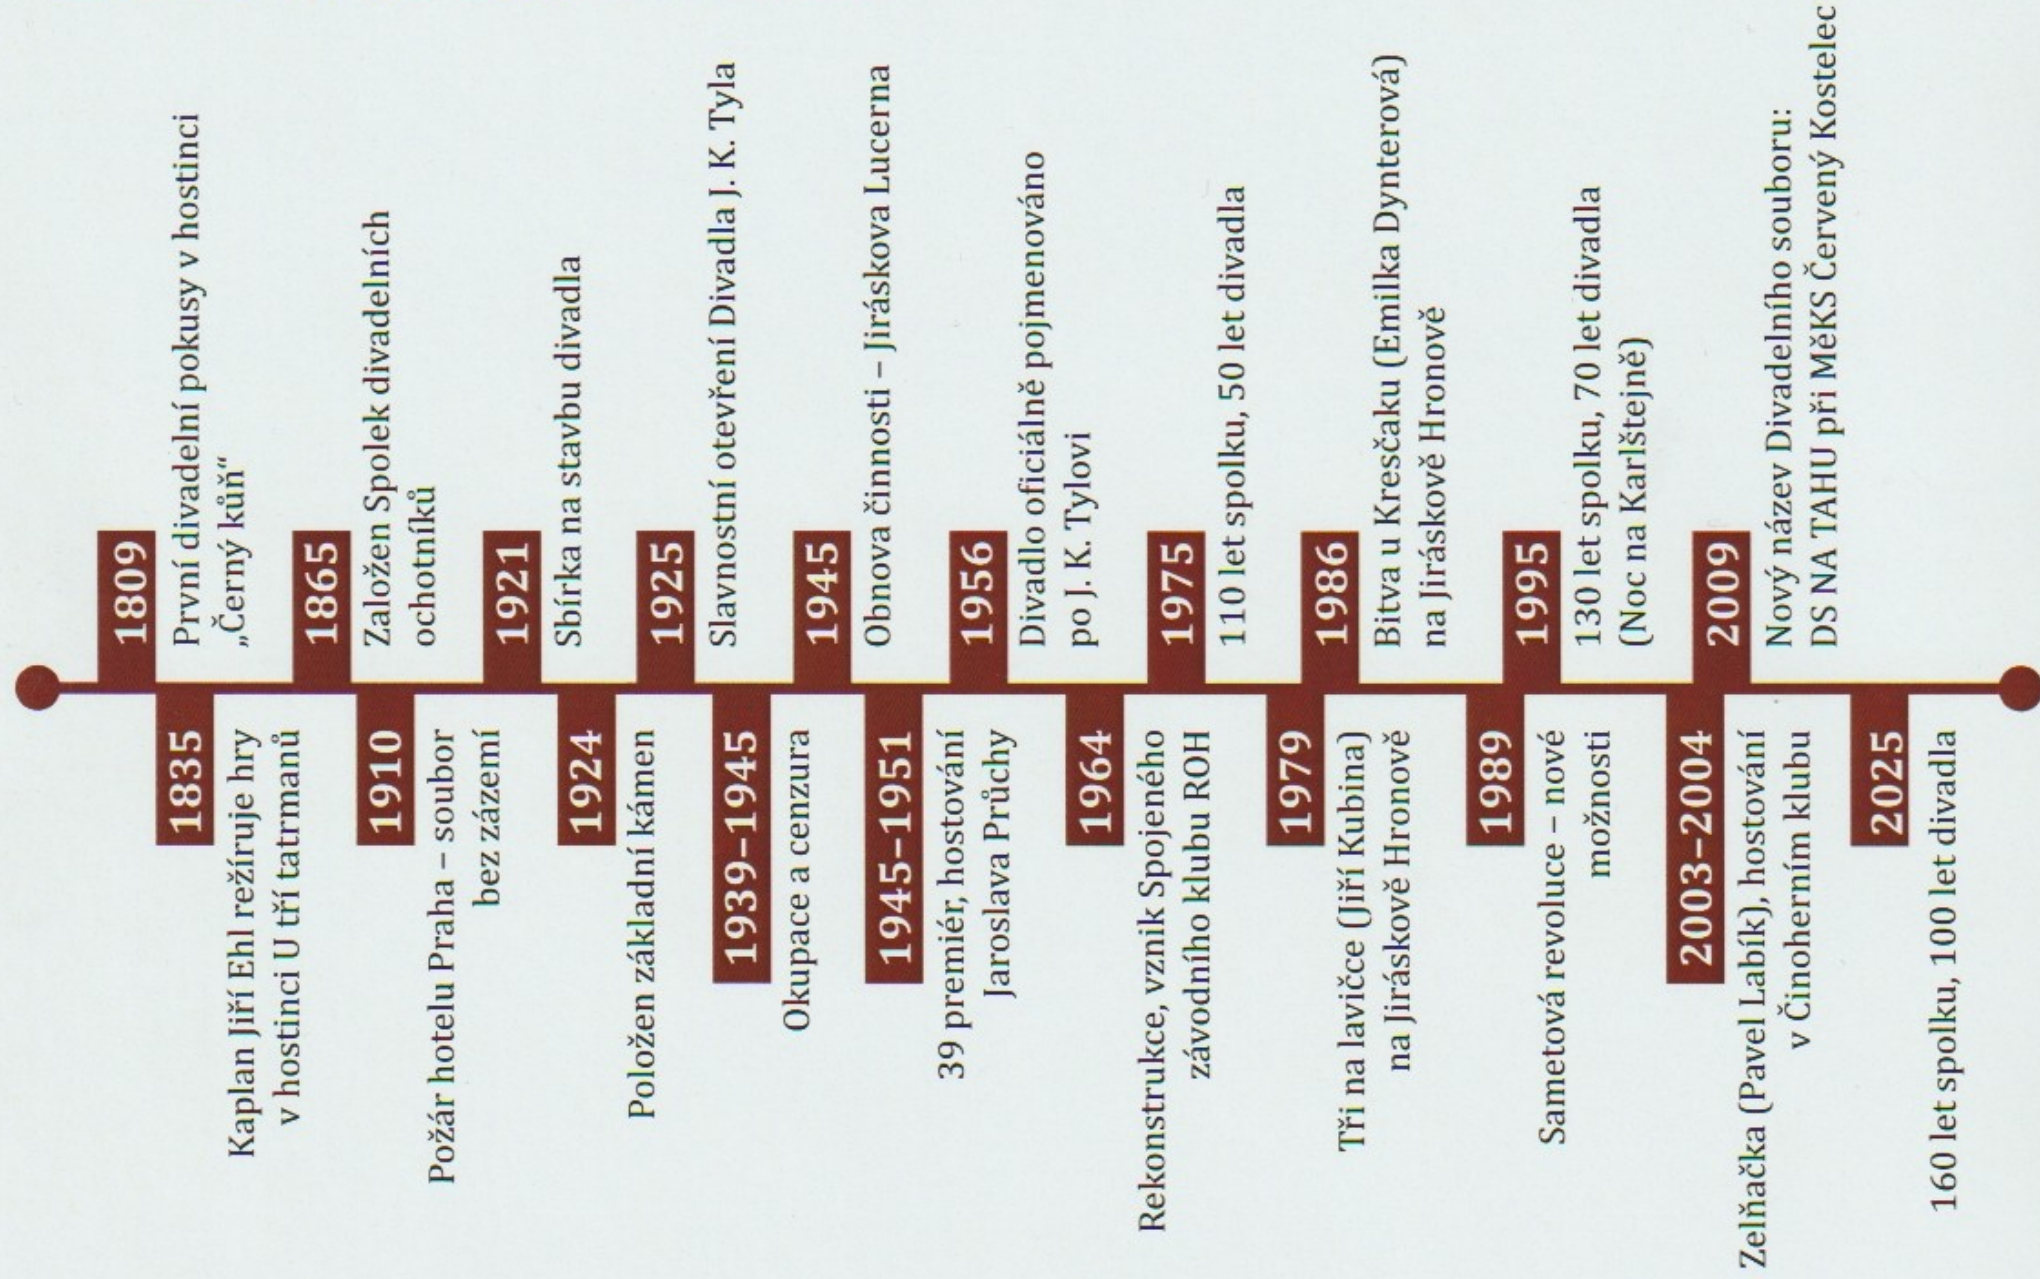 1809
První divadelní pokusy v hostinci
„Černý kůň“
1835
Kaplan Jiří Ehl režíruje hry
v hostinci U tří tatrmanů
1865
Založen Spolek divadelních
ochotníků
1910
Požár hotelu Praha – soubor
bez zázemí
1921
Sbírka na stavbu divadla
1924
Položen základní kámen
1925
Slavnostní otevření Divadla J. K. Tyla
1939–1945
Okupace a cenzura
1945
Obnova činnosti – Jiráskova Lucerna
1945–1951
39 premiér, hostování
Jaroslava Průchy
1956
Divadlo oficiálně pojmenováno
po J. K. Tylovi
1964
Rekonstrukce, vznik Spojeného
závodního klubu ROH
1975
110 let spolku, 50 let divadla
1979
Tři na lavičce (Jiří Kubina)
na Jiráskově Hronově
1986
Bitva u Kresčaku (Emilka Dynterová)
na Jiráskově Hronově
1989
Sametová revoluce – nové
možnosti
1995
130 let spolku, 70 let divadla
(Noc na Karlštejně)
2003–2004
Zelňačka (Pavel Labík), hostování
v Činoherním klubu
2009
Nový název Divadelního souboru:
DS NA TAHU při MěKS Červený Kostelec
2025
160 let spolku, 100 let divadla